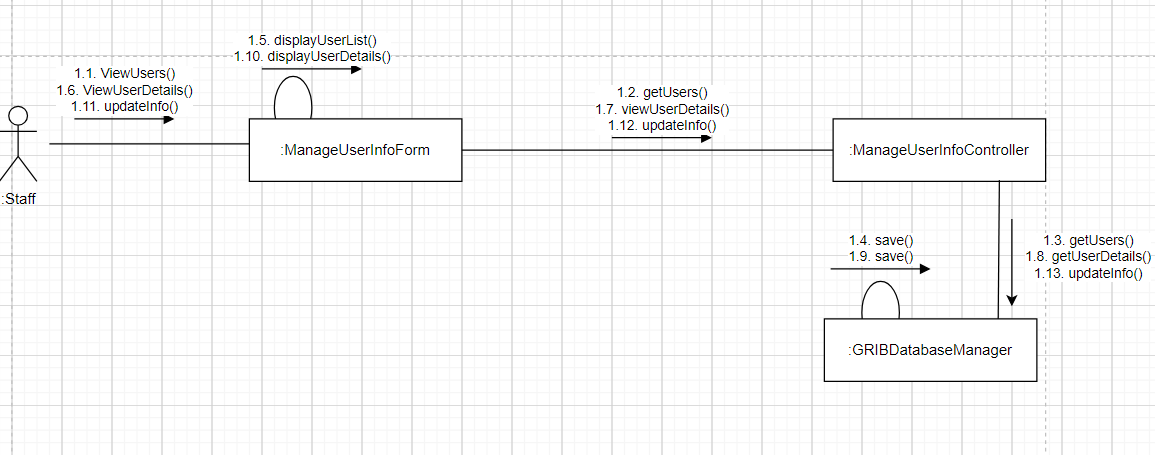 1.5. displayUserList()
1.10. displayUserDetails()
1.1. ViewUsers()
1.6. ViewUserDetails()
1.11. updateInfo()
1.2. getUsers()
1.7. viewUserDetails()
1.12. updateInfo()
:ManageUserInfoForm
:ManageUserInfoController
:Staff
1.4. save()
1.9. save()
1.3. getUsers()
1.8. getUserDetails()
1.13. updateInfo()
:GRIBDatabaseManager